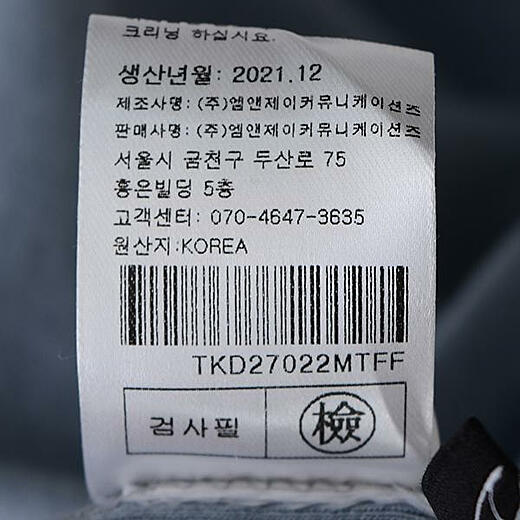 크리닝 하십시요.
생산년월: 2021.12
제조사명: (주)엠앤제이커뮤니케이션즈
판매사명: (주)엠앤제이커뮤니케이션즈
서울시 금천구 두산로 75
홍은빌딩 5층
고객센터: 070-4647-3635
원산지:KOREA
TKD27022MTFF
검사필 檢